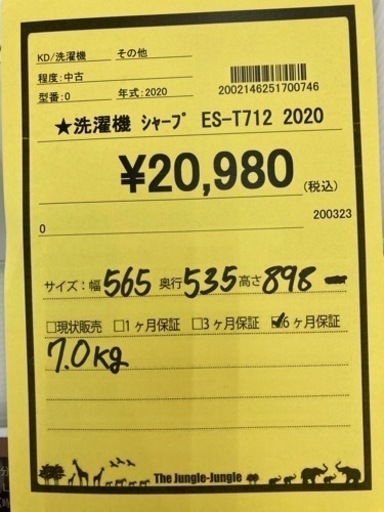 KD/洗濯機 その他
程度:中古
型番:0 年式:2020
2002146251700746
★洗濯機 ｼｬｰﾌﾟ ES-T712 2020
¥20,980(税込)
0 200323
サイズ:幅565奥行535高さ898
□現状販売 □1ヶ月保証 □3ヶ月保証 ☑6ヶ月保証
7.0kg
The Jungle-Jungle